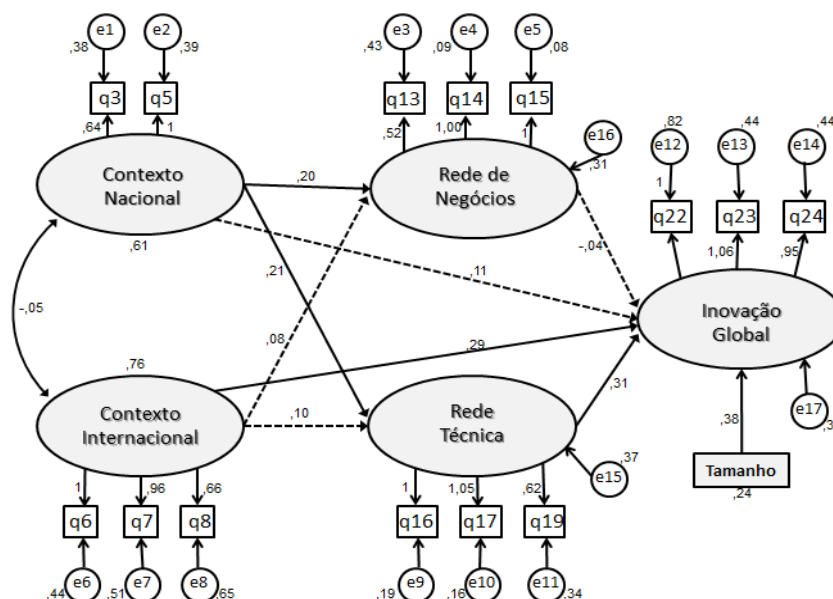 e1
e2
e3
e4
e5
,38
,39
,43
,09
,08
q3
q5
q13
q14
q15
,64
1
,52
1,00
1
e16
,31
,82
,44
,44
e12
e13
e14
1
q22
q23
q24
1,06
,95
Contexto
Nacional
,61
,20
Rede de
Negócios
-,04
,21
,11
,08
-,05
Inovação
Global
,76
,29
Contexto
Internacional
,10
Rede
Técnica
,31
,37
e15
,38
e17
Tamanho
,24
1
,96
,66
1
1,05
,62
q6
q7
q8
q16
q17
q19
e6
e7
e8
e9
e10
e11
,44
,51
,65
,19
,16
,34